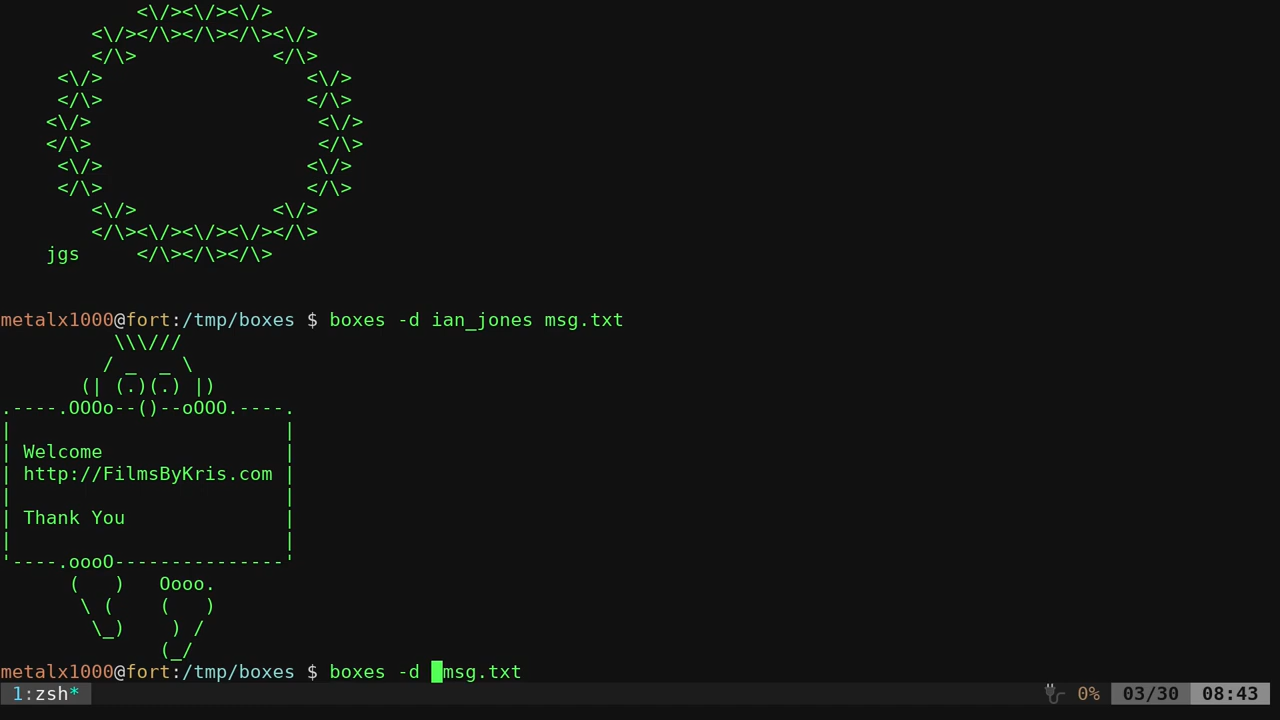 <\/><\/><\/>
        <\/></\></\></\><\/>
        </\>            </\>
     <\/>                  <\/>
     </\>                  </\>
    <\/>                    <\/>
    </\>                    </\>
     <\/>                  <\/>
     </\>                  </\>
        <\/>            <\/>
        </\><\/><\/><\/></\>
    jgs     </\></\></\>
metalx1000@fort:/tmp/boxes $ boxes -d ian_jones msg.txt
          \\\///
         / _  _ \
       (| (.)(.) |)
.----.OOOo--()--oOOO.----.
|                        |
| Welcome                |
| http://FilmsByKris.com |
|                        |
| Thank You              |
|                        |
'----.oooO---------------'
      (   )   Oooo.
       \ (    (   )
        \_)    ) /
              (_/
metalx1000@fort:/tmp/boxes $ boxes -d msg.txt
1:zsh* 0% 03/30 08:43